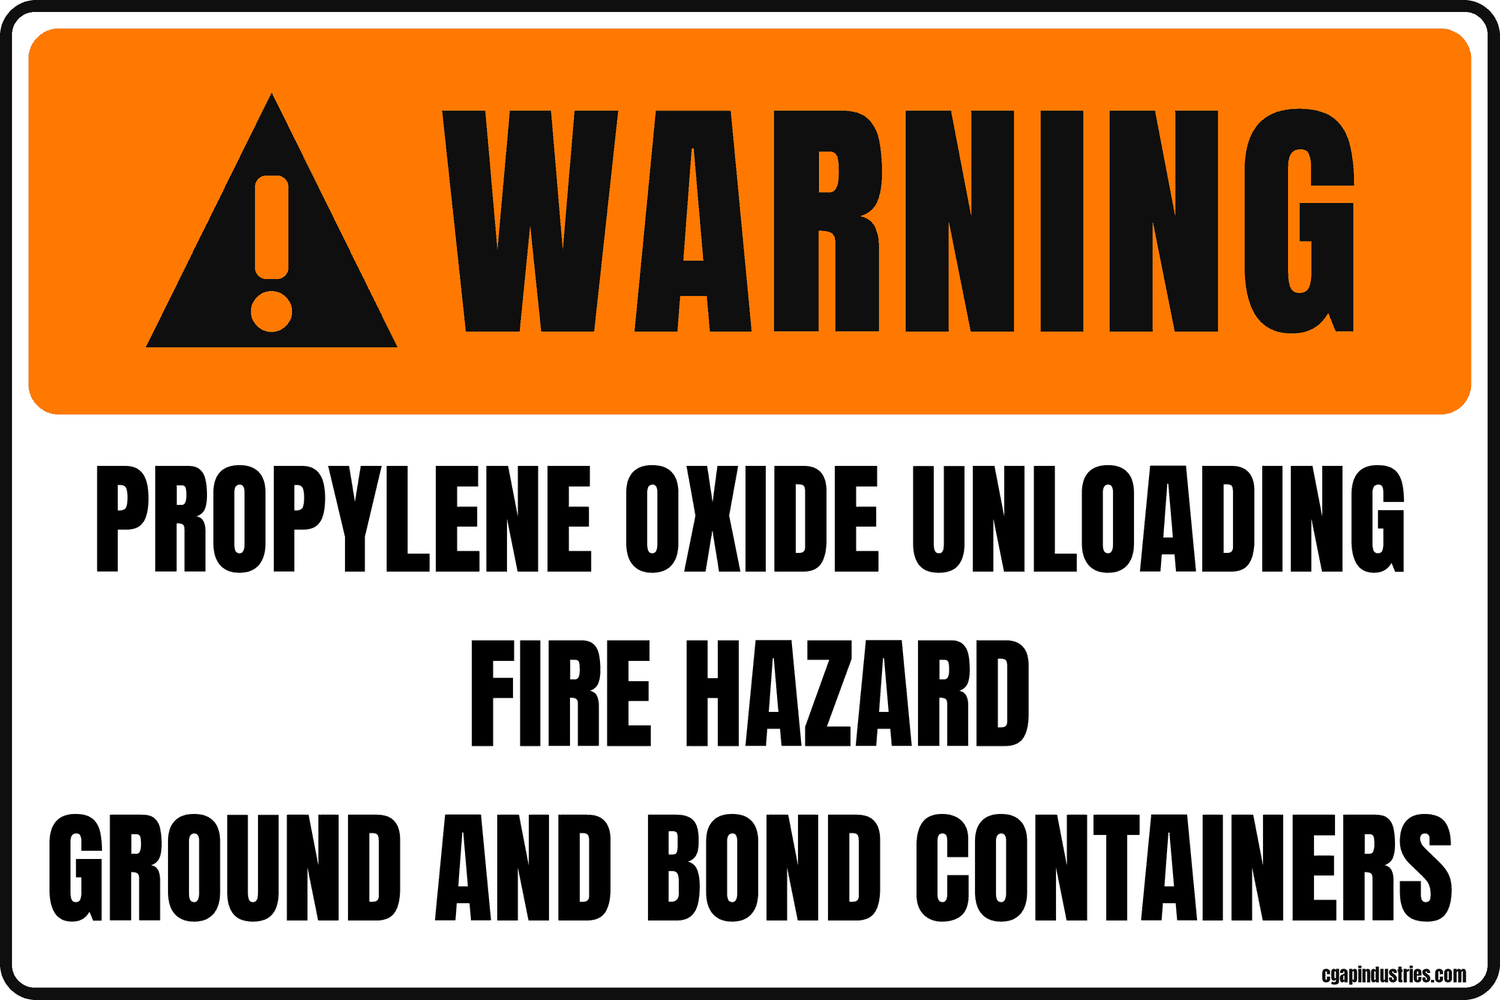 WARNING
PROPYLENE OXIDE UNLOADING
FIRE HAZARD
GROUND AND BOND CONTAINERS
cgapindustries.com